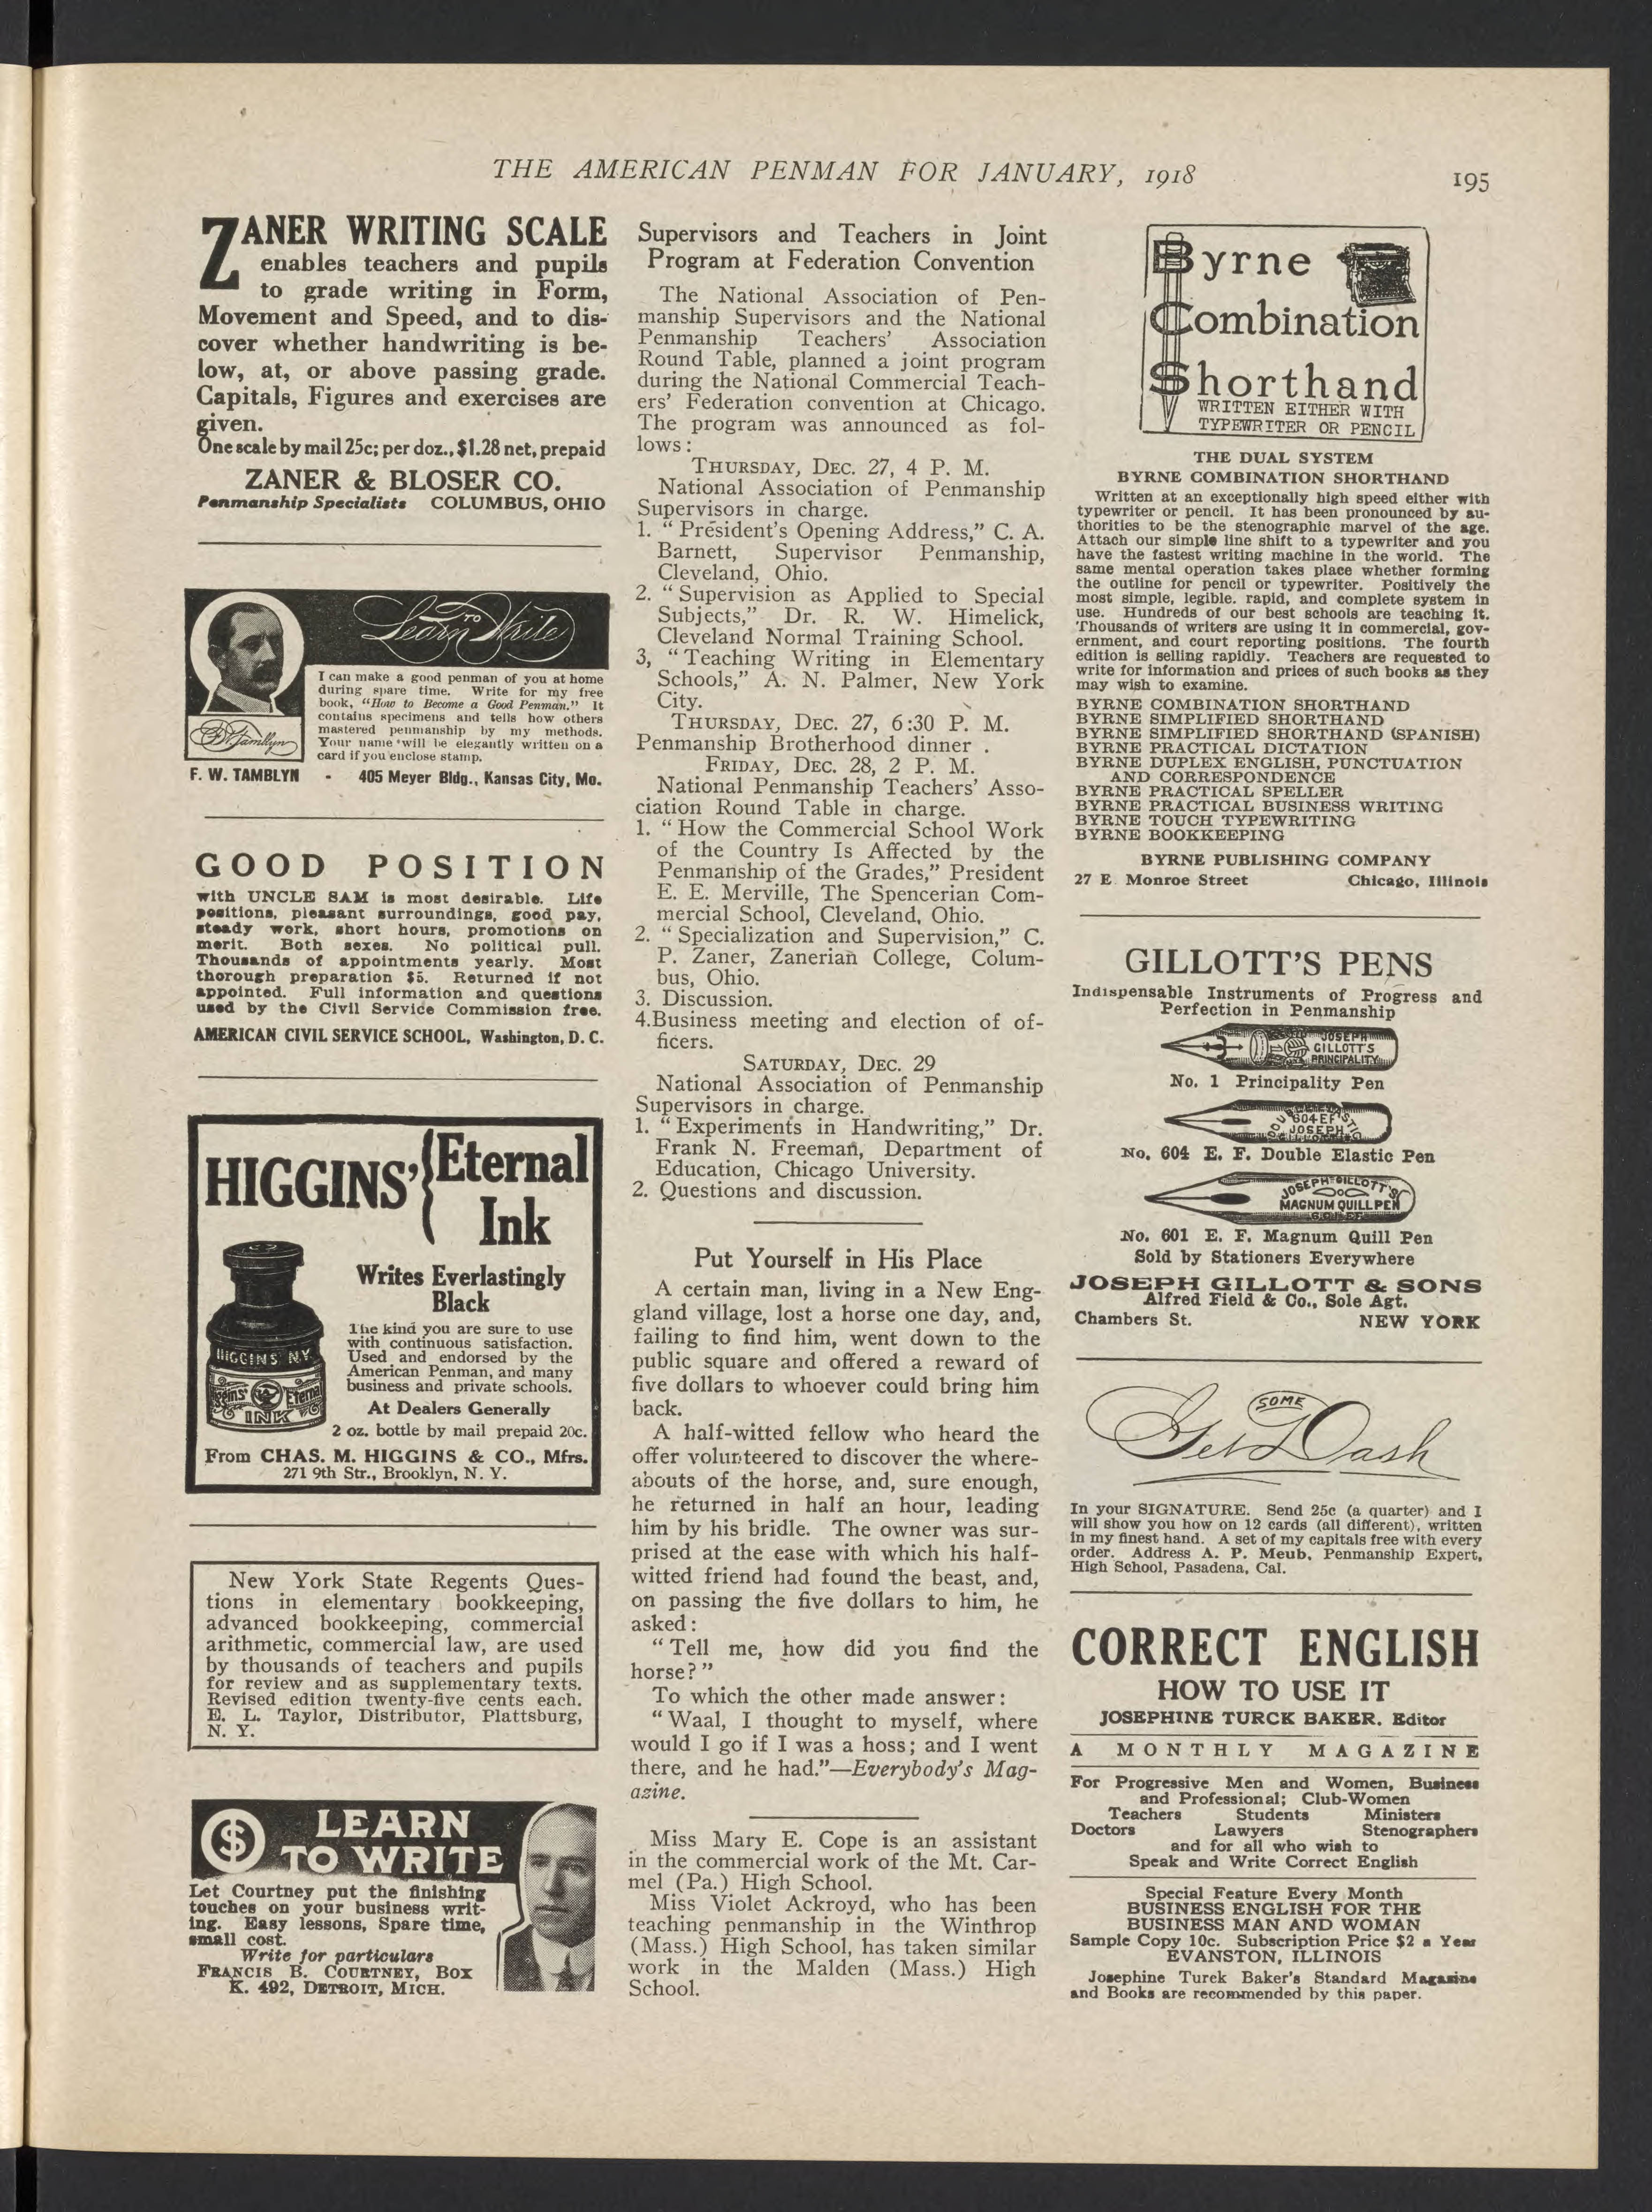 THE AMERICAN PENMAN FOR JANUARY, 1918
195
ZANER WRITING SCALE
enables teachers and pupils
to grade writing in Form,
Movement and Speed, and to dis-
cover whether handwriting is be-
low, at, or above passing grade.
Capitals, Figures and exercises are
given.
One scale by mail 25c; per doz., $1.28 net, prepaid
ZANER & BLOSER CO.
Penmanship Specialists COLUMBUS, OHIO
Learn TO Write
I can make a good penman of you at home
during spare time. Write for my free
book, "How to Become a Good Penman." It
contains specimens and tells how others
mastered penmanship by my methods.
Your name will be elegantly written on a
card if you enclose stamp.
F. W. Tamblyn
F. W. TAMBLYN - 405 Meyer Bldg., Kansas City, Mo.
GOOD POSITION
with UNCLE SAM is most desirable. Life
positions, pleasant surroundings, good pay,
steady work, short hours, promotions on
merit. Both sexes. No political pull.
Thousands of appointments yearly. Most
thorough preparation $5. Returned if not
appointed. Full information and questions
used by the Civil Service Commission free.
AMERICAN CIVIL SERVICE SCHOOL, Washington, D. C.
HIGGINS' { Eternal
Ink
Writes Everlastingly
Black
The kind you are sure to use
with continuous satisfaction.
Used and endorsed by the
American Penman, and many
business and private schools.
HIGGINS' N.Y.
Higgins' Eternal
INK
At Dealers Generally
2 oz. bottle by mail prepaid 20c.
From CHAS. M. HIGGINS & CO., Mfrs.
271 9th Str., Brooklyn, N. Y.
New York State Regents Ques-
tions in elementary bookkeeping,
advanced bookkeeping, commercial
arithmetic, commercial law, are used
by thousands of teachers and pupils
for review and as supplementary texts.
Revised edition twenty-five cents each.
E. L. Taylor, Distributor, Plattsburg,
N. Y.
$ LEARN
TO WRITE
Let Courtney put the finishing
touches on your business writ-
ing. Easy lessons, Spare time,
small cost.
Write for particulars
FRANCIS B. COURTNEY, BOX
K. 492, DETROIT, MICH.
Supervisors and Teachers in Joint
Program at Federation Convention
The National Association of Pen-
manship Supervisors and the National
Penmanship Teachers' Association
Round Table, planned a joint program
during the National Commercial Teach-
ers' Federation convention at Chicago.
The program was announced as fol-
lows:
THURSDAY, DEC. 27, 4 P. M.
National Association of Penmanship
Supervisors in charge.
1. "President's Opening Address," C. A.
Barnett, Supervisor Penmanship,
Cleveland, Ohio.
2. "Supervision as Applied to Special
Subjects," Dr. R. W. Himelick,
Cleveland Normal Training School.
3, "Teaching Writing in Elementary
Schools," A. N. Palmer, New York
City.
THURSDAY, DEC. 27, 6:30 P. M.
Penmanship Brotherhood dinner .
FRIDAY, DEC. 28, 2 P. M.
National Penmanship Teachers' Asso-
ciation Round Table in charge.
1. "How the Commercial School Work
of the Country Is Affected by the
Penmanship of the Grades," President
E. E. Merville, The Spencerian Com-
mercial School, Cleveland, Ohio.
2. "Specialization and Supervision," C.
P. Zaner, Zanerian College, Colum-
bus, Ohio.
3. Discussion.
4.Business meeting and election of of-
ficers.
SATURDAY, DEC. 29
National Association of Penmanship
Supervisors in charge.
1. "Experiments in Handwriting," Dr.
Frank N. Freeman, Department of
Education, Chicago University.
2. Questions and discussion.
Put Yourself in His Place
A certain man, living in a New Eng-
gland village, lost a horse one day, and,
failing to find him, went down to the
public square and offered a reward of
five dollars to whoever could bring him
back.
A half-witted fellow who heard the
offer volunteered to discover the where-
abouts of the horse, and, sure enough,
he returned in half an hour, leading
him by his bridle. The owner was sur-
prised at the ease with which his half-
witted friend had found the beast, and,
on passing the five dollars to him, he
asked:
"Tell me, how did you find the
horse?"
To which the other made answer:
"Waal, I thought to myself, where
would I go if I was a hoss; and I went
there, and he had."—Everybody's Mag-
azine.
Miss Mary E. Cope is an assistant
in the commercial work of the Mt. Car-
mel (Pa.) High School.
Miss Violet Ackroyd, who has been
teaching penmanship in the Winthrop
(Mass.) High School, has taken similar
work in the Malden (Mass.) High
School.
Byrne
Combination
Shorthand
WRITTEN EITHER WITH
TYPEWRITER OR PENCIL
THE DUAL SYSTEM
BYRNE COMBINATION SHORTHAND
Written at an exceptionally high speed either with
typewriter or pencil. It has been pronounced by au-
thorities to be the stenographic marvel of the age.
Attach our simple line shift to a typewriter and you
have the fastest writing machine in the world. The
same mental operation takes place whether forming
the outline for pencil or typewriter. Positively the
most simple, legible. rapid, and complete system in
use. Hundreds of our best schools are teaching it.
Thousands of writers are using it in commercial, gov-
ernment, and court reporting positions. The fourth
edition is selling rapidly. Teachers are requested to
write for information and prices of such books as they
may wish to examine.
BYRNE COMBINATION SHORTHAND
BYRNE SIMPLIFIED SHORTHAND
BYRNE SIMPLIFIED SHORTHAND (SPANISH)
BYRNE PRACTICAL DICTATION
BYRNE DUPLEX ENGLISH, PUNCTUATION
AND CORRESPONDENCE
BYRNE PRACTICAL SPELLER
BYRNE PRACTICAL BUSINESS WRITING
BYRNE TOUCH TYPEWRITING
BYRNE BOOKKEEPING
BYRNE PUBLISHING COMPANY
27 E Monroe Street Chicago, Illinois
GILLOTT'S PENS
Indispensable Instruments of Progress and
Perfection in Penmanship
JOSEPH
GILLOTT'S
PRINCIPALITY
No. 1 Principality Pen
604 EF
JOSEPH
No. 604 E. F. Double Elastic Pen
JOSEPH GILLOTT'S
MAGNUM QUILL PEN
No. 601 E. F. Magnum Quill Pen
Sold by Stationers Everywhere
JOSEPH GILLOTT & SONS
Alfred Field & Co., Sole Agt.
Chambers St. NEW YORK
Get SOME Dash
In your SIGNATURE. Send 25c (a quarter) and I
will show you how on 12 cards (all different), written
in my finest hand. A set of my capitals free with every
order. Address A. P. Meub, Penmanship Expert,
High School, Pasadena, Cal.
CORRECT ENGLISH
HOW TO USE IT
JOSEPHINE TURCK BAKER. Editor
A MONTHLY MAGAZINE
For Progressive Men and Women, Business
and Professional; Club-Women
Teachers Students Ministers
Doctors Lawyers Stenographers
and for all who wish to
Speak and Write Correct English
Special Feature Every Month
BUSINESS ENGLISH FOR THE
BUSINESS MAN AND WOMAN
Sample Copy 10c. Subscription Price $2 a Year
EVANSTON, ILLINOIS
Josephine Turek Baker's Standard Magazine
and Books are recommended by this paper.